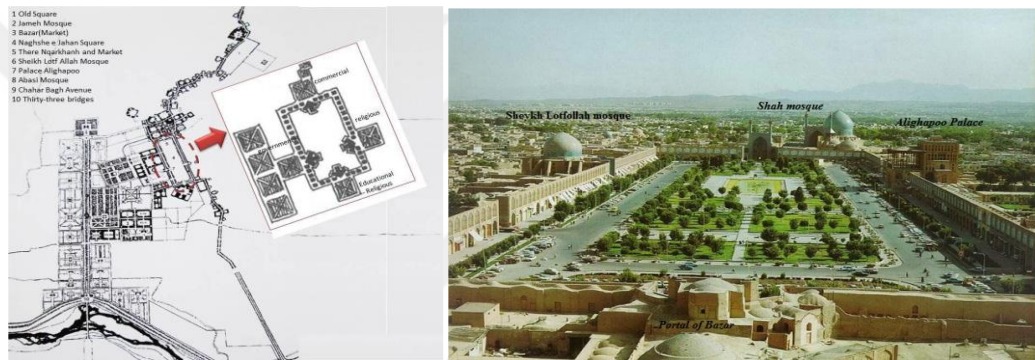 1 Old Square
2 Jameh Mosque
3 Bazar(Market)
4 Naghshe e Jahan Square
5 There Nqarkhanh and Market
6 Sheikh Lotf Allah Mosque
7 Palace Alighapoo
8 Abasi Mosque
9 Chahar Bagh Avenue
10 Thirty-three bridges
commercial
religious
Educational
Religious
Sheykh Lotfollah mosque
Shah mosque
Alighapoo Palace
Portal of Bazar